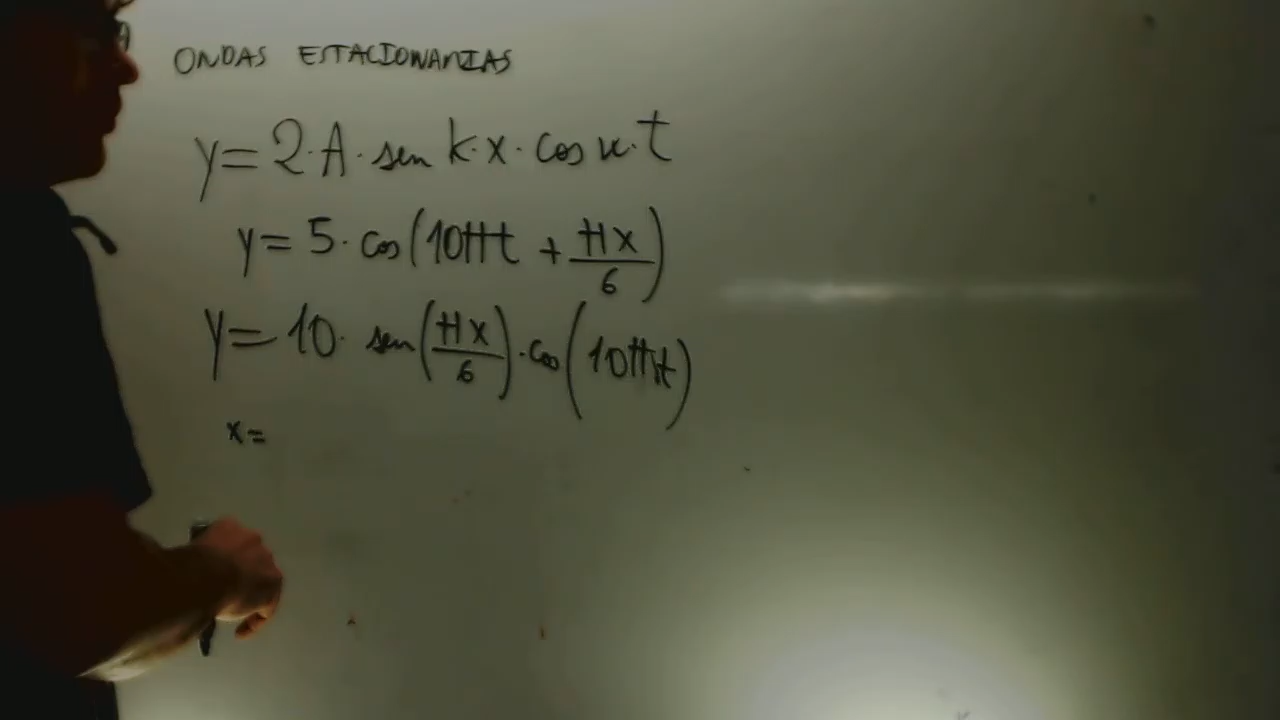 ONDAS ESTACIONARIAS
y = 2·A· sen k·x · cos w·t
y = 5· cos (10πt + πx/6)
y = 10· sen (πx/6) · cos (10πt)
x =